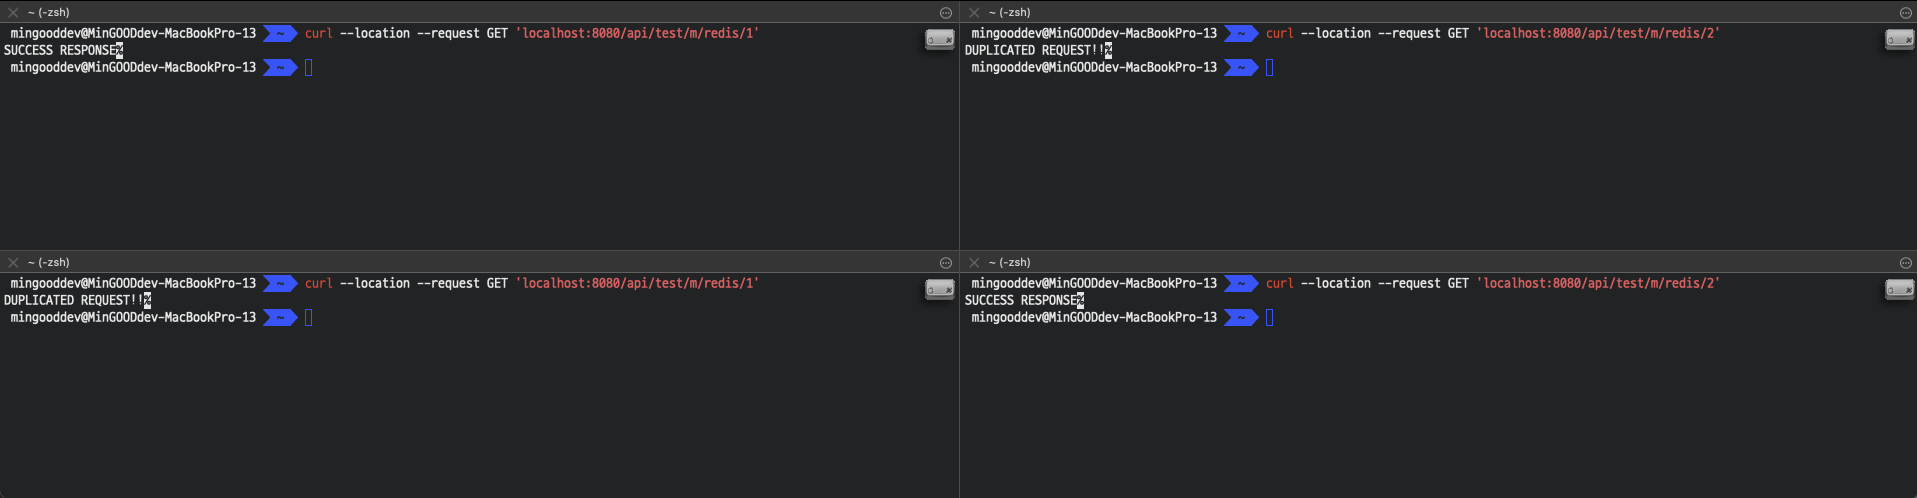 ~ (-zsh)
mingooddev@MinGOODdev-MacBookPro-13 ~ curl --location --request GET 'localhost:8080/api/test/m/redis/1'
SUCCESS RESPONSE%
mingooddev@MinGOODdev-MacBookPro-13 ~
~ (-zsh)
mingooddev@MinGOODdev-MacBookPro-13 ~ curl --location --request GET 'localhost:8080/api/test/m/redis/2'
DUPLICATED REQUEST!!%
mingooddev@MinGOODdev-MacBookPro-13 ~
~ (-zsh)
mingooddev@MinGOODdev-MacBookPro-13 ~ curl --location --request GET 'localhost:8080/api/test/m/redis/1'
DUPLICATED REQUEST!!%
mingooddev@MinGOODdev-MacBookPro-13 ~
~ (-zsh)
mingooddev@MinGOODdev-MacBookPro-13 ~ curl --location --request GET 'localhost:8080/api/test/m/redis/2'
SUCCESS RESPONSE%
mingooddev@MinGOODdev-MacBookPro-13 ~